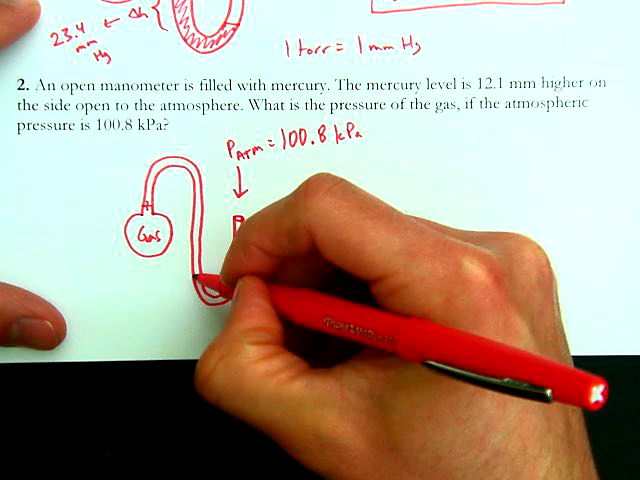 Δh
23.4 mm Hg
1 torr = 1 mm Hg
2. An open manometer is filled with mercury. The mercury level is 12.1 mm higher on
the side open to the atmosphere. What is the pressure of the gas, if the atmospheric
pressure is 100.8 kPa?
PATM = 100.8 kPa
Gas
PaperMate